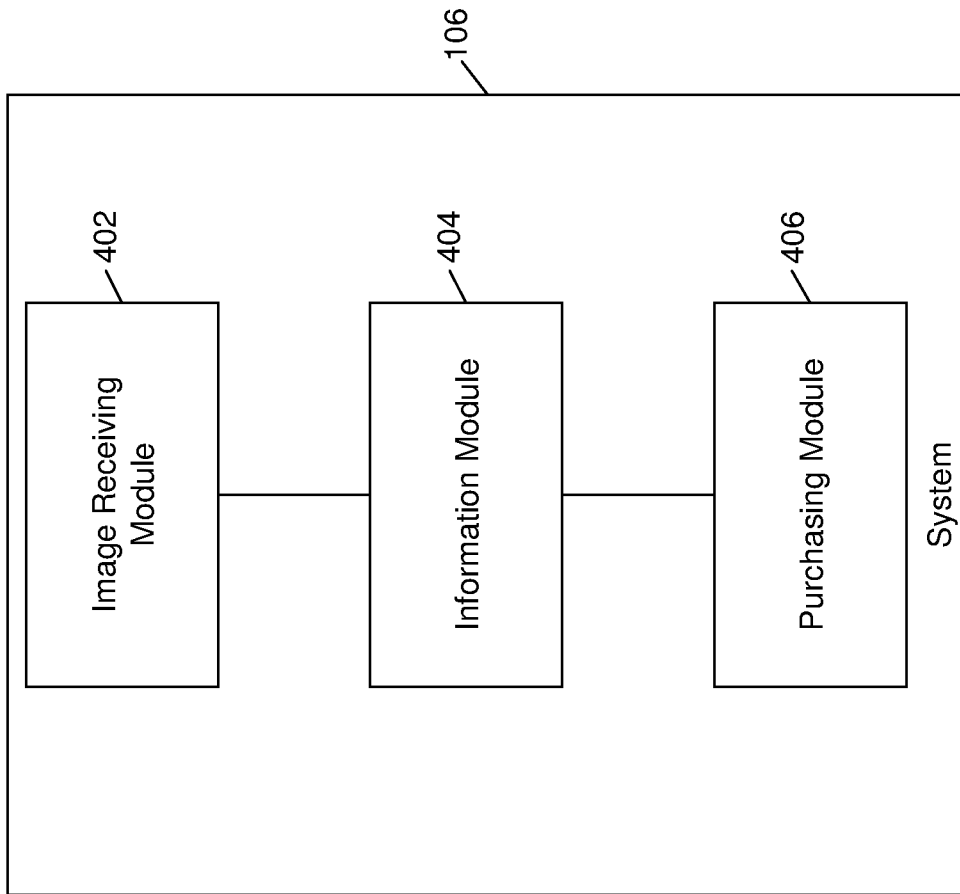 106
402
Image Receiving
Module
404
Information Module
406
Purchasing Module
System